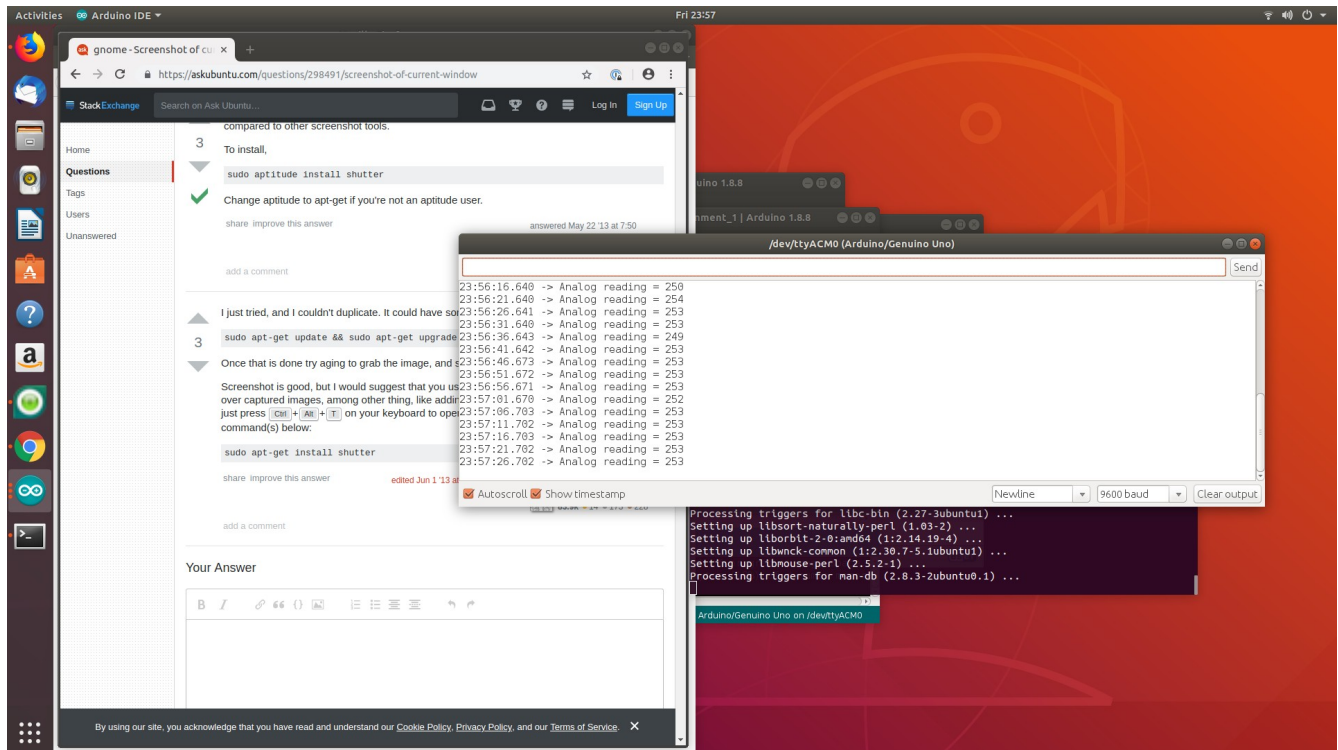 Activities Arduino IDE
Fri 23:57
gnome - Screenshot of cu
https://askubuntu.com/questions/298491/screenshot-of-current-window
StackExchange
Search on Ask Ubuntu...
Log In
Sign Up
Home
Questions
Tags
Users
Unanswered
compared to other screenshot tools.
3
To install,
sudo aptitude install shutter
Change aptitude to apt-get if you're not an aptitude user.
share improve this answer
answered May 22 '13 at 7:50
add a comment
I just tried, and I couldn't duplicate. It could have
3
sudo apt-get update && sudo apt-get upgrade
Once that is done try aging to grab the image, and
Screenshot is good, but I would suggest that you
over captured images, among other thing, like
just press Ctrl + Alt + T on your keyboard to
command(s) below:
sudo apt-get install shutter
share improve this answer
edited Jun 1 '13
add a comment
Your Answer
B I
By using our site, you acknowledge that you have read and understand our Cookie Policy, Privacy Policy, and our Terms of Service.
uino 1.8.8
nment_1 | Arduino 1.8.8
/dev/ttyACM0 (Arduino/Genuino Uno)
Send
23:56:16.640 -> Analog reading = 250
23:56:21.640 -> Analog reading = 254
23:56:26.641 -> Analog reading = 253
23:56:31.640 -> Analog reading = 253
23:56:36.643 -> Analog reading = 249
23:56:41.642 -> Analog reading = 253
23:56:46.673 -> Analog reading = 253
23:56:51.672 -> Analog reading = 253
23:56:56.671 -> Analog reading = 253
23:57:01.670 -> Analog reading = 252
23:57:06.703 -> Analog reading = 253
23:57:11.702 -> Analog reading = 253
23:57:16.703 -> Analog reading = 253
23:57:21.702 -> Analog reading = 253
23:57:26.702 -> Analog reading = 253
Autoscroll Show timestamp
Newline
9600 baud
Clear output
Processing triggers for libc-bin (2.27-3ubuntu1) ...
Setting up libsort-naturally-perl (1.03-2) ...
Setting up liborbit-2-0:amd64 (1:2.14.19-4) ...
Setting up libwnck-common (1:2.30.7-5.1ubuntu1) ...
Setting up libmouse-perl (2.5.2-1) ...
Processing triggers for man-db (2.8.3-2ubuntu0.1) ...
Arduino/Genuino Uno on /dev/ttyACM0